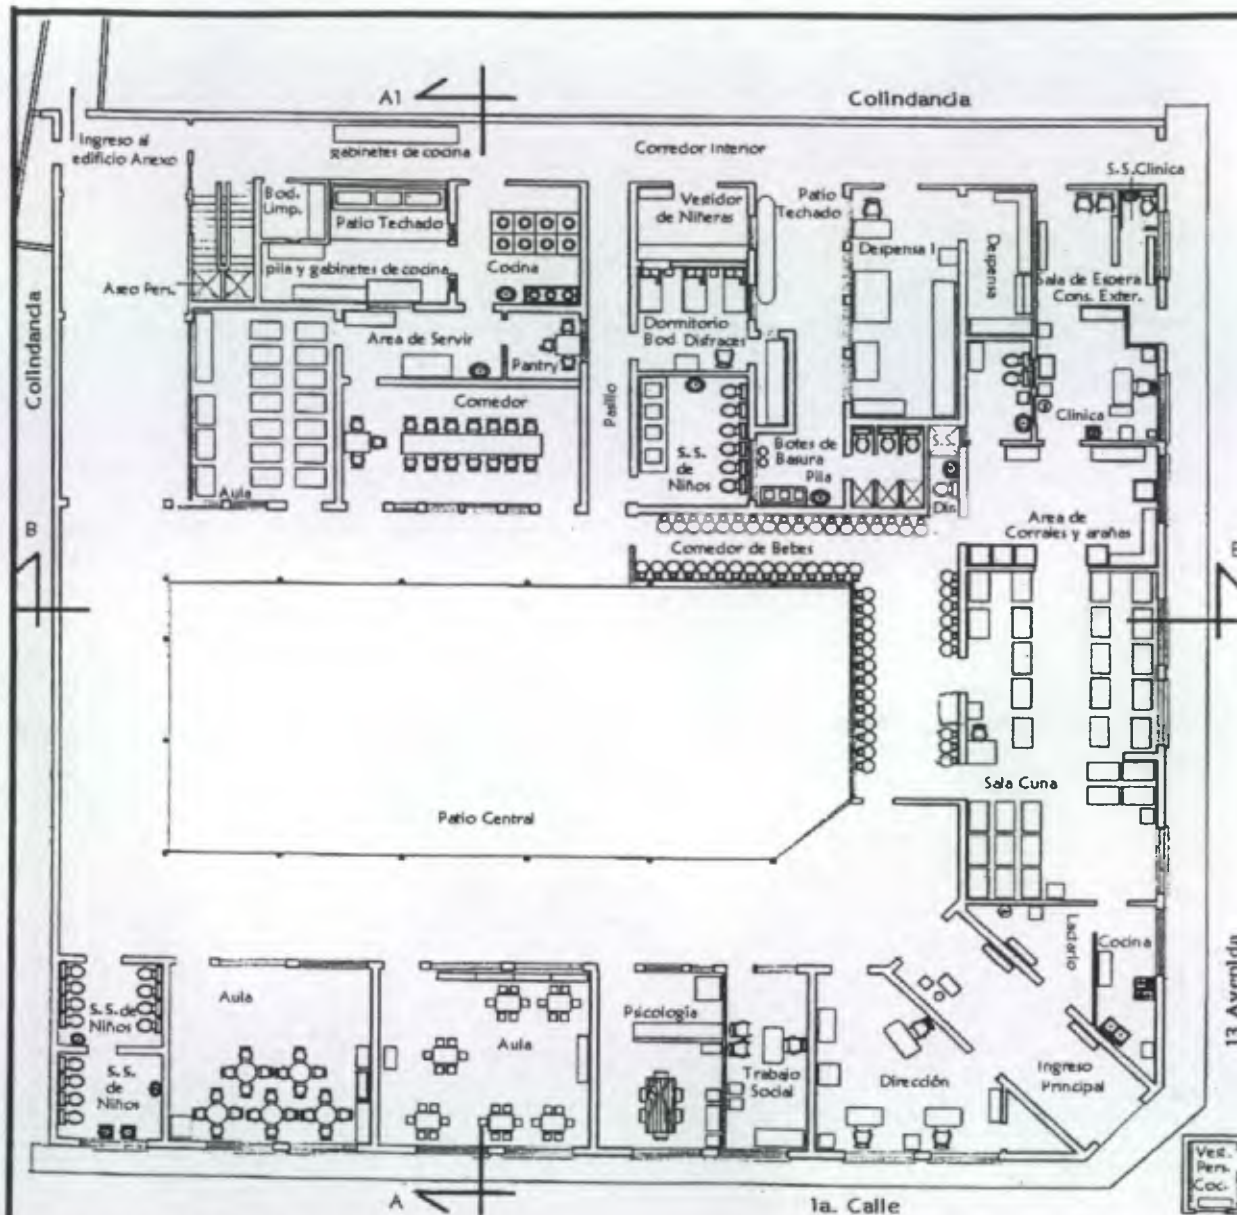 A1
Colindancia
Ingreso al
edificio Anexo
gabinetes de cocina
Corredor Interior
S.S.Clinica
Bod.
Limp.
Patio Techado
Vestidor
de Niñeras
Patio
Techado
Despensa I
Despensa
pila y gabinetes de cocina
Cocina
Sala de Espera
Cons. Exter.
Aseo Pers.
Colindancia
Area de Servir
Pantry
Dormitorio
Bod. Disfraces
Pasillo
Comedor
Clinica
S.S.
de
Niños
Botes de
Basura
Pila
S.S.
Din
Aula
Area de
Corrales y arañas
B
Comedor de Bebes
B
Sala Cuna
Patio Central
Lactario
Cocina
13 Avenida
S.S. de
Niños
Aula
Aula
Psicología
S.S.
de
Niños
Trabajo
Social
Dirección
Ingreso
Principal
A
1a. Calle
Vest.
Pers.
Coc.